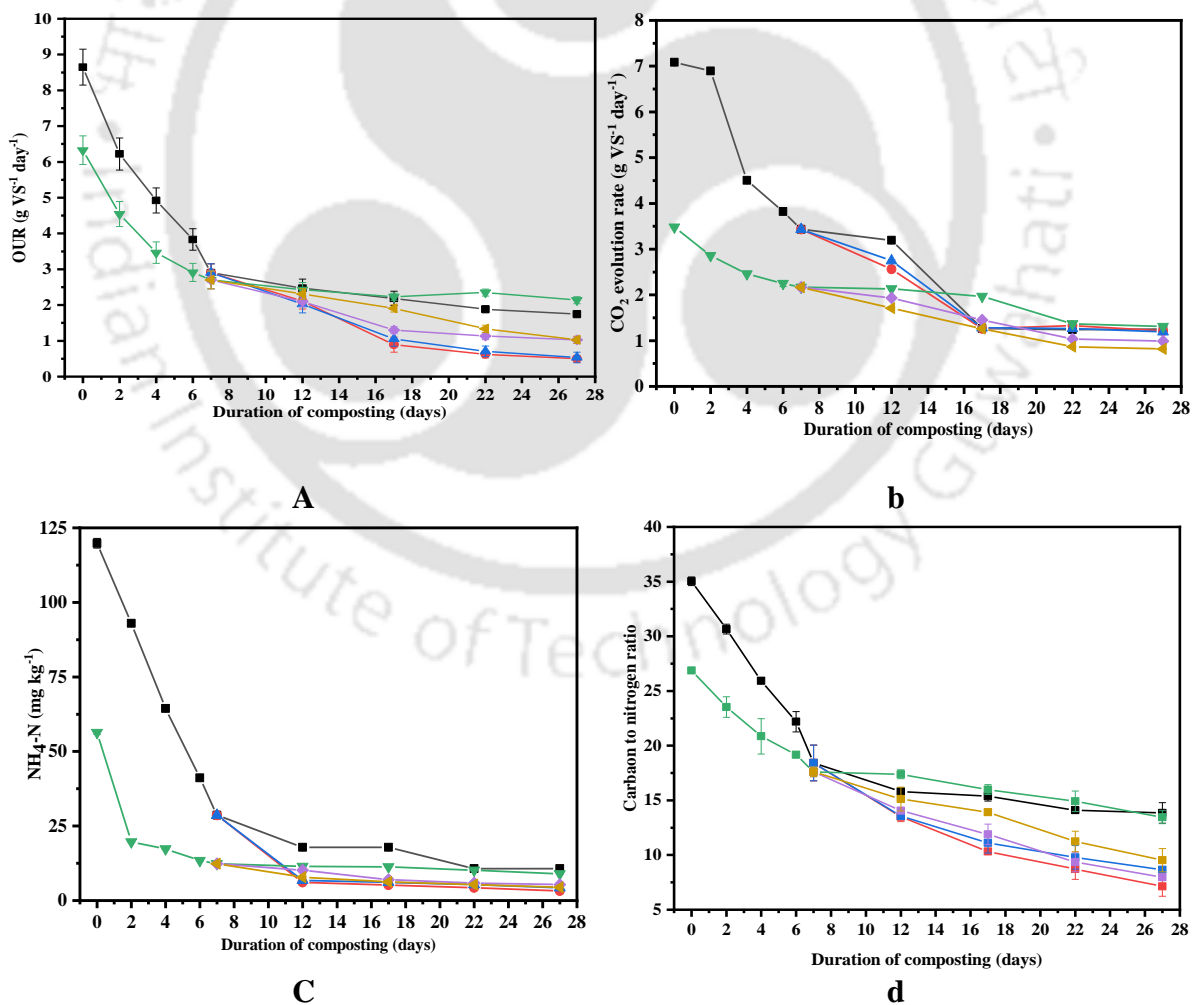 10
9
8
7
6
5
4
3
2
1
0
OUR (g VS⁻¹ day⁻¹)
0 2 4 6 8 10 12 14 16 18 20 22 24 26 28
Duration of composting (days)
A
8
7
6
5
4
3
2
1
0
CO₂ evolution rate (g VS⁻¹ day⁻¹)
0 2 4 6 8 10 12 14 16 18 20 22 24 26 28
Duration of composting (days)
b
125
100
75
50
25
0
NH₄-N (mg kg⁻¹)
0 2 4 6 8 10 12 14 16 18 20 22 24 26 28
Duration of composting (days)
C
40
35
30
25
20
15
10
5
Carbaon to nitrogen ratio
0 2 4 6 8 10 12 14 16 18 20 22 24 26 28
Duration of composting (days)
d
Indian Institute of Technology Guwahati